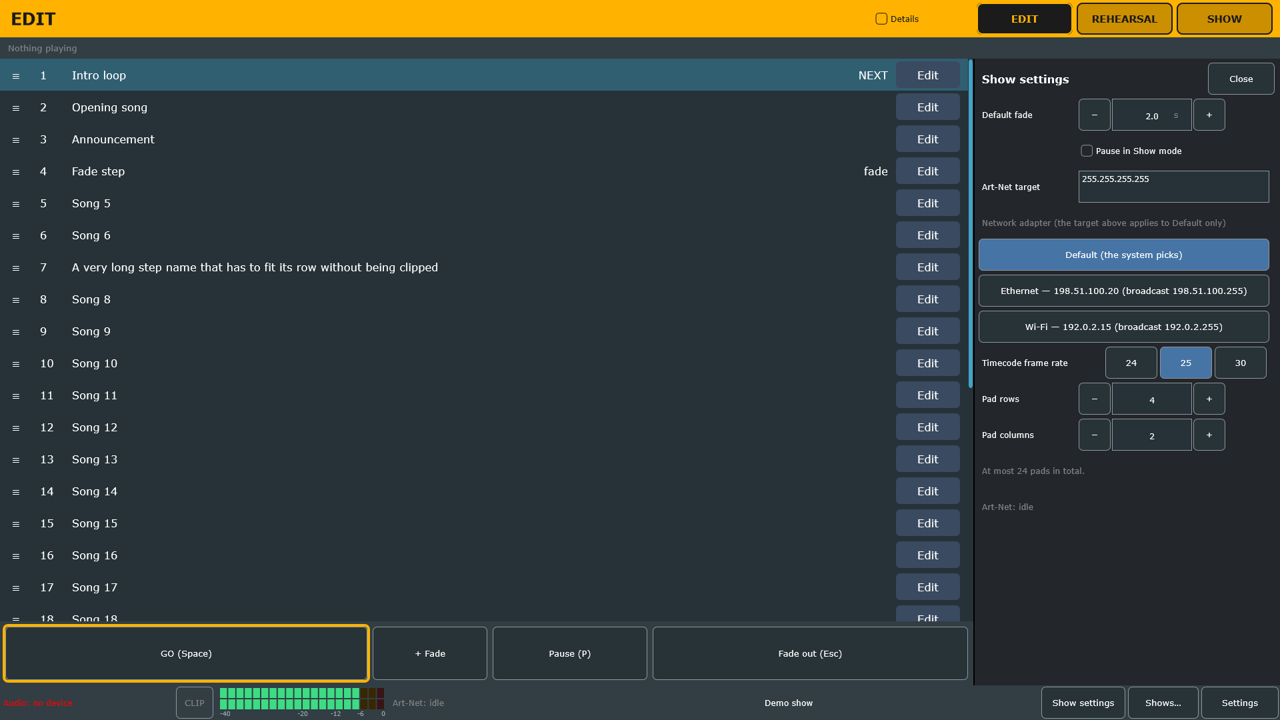 EDIT
Details
EDIT
REHEARSAL
SHOW
Nothing playing
≡ 1 Intro loop NEXT Edit
≡ 2 Opening song Edit
≡ 3 Announcement Edit
≡ 4 Fade step fade Edit
≡ 5 Song 5 Edit
≡ 6 Song 6 Edit
≡ 7 A very long step name that has to fit its row without being clipped Edit
≡ 8 Song 8 Edit
≡ 9 Song 9 Edit
≡ 10 Song 10 Edit
≡ 11 Song 11 Edit
≡ 12 Song 12 Edit
≡ 13 Song 13 Edit
≡ 14 Song 14 Edit
≡ 15 Song 15 Edit
≡ 16 Song 16 Edit
≡ 17 Song 17 Edit
≡ 18 Song 18 Edit
Show settings Close
Default fade − 2.0 s +
Pause in Show mode
Art-Net target 255.255.255.255
Network adapter (the target above applies to Default only)
Default (the system picks)
Ethernet — 198.51.100.20 (broadcast 198.51.100.255)
Wi-Fi — 192.0.2.15 (broadcast 192.0.2.255)
Timecode frame rate 24 25 30
Pad rows − 4 +
Pad columns − 2 +
At most 24 pads in total.
Art-Net: idle
GO (Space)
+ Fade
Pause (P)
Fade out (Esc)
Audio: no device
CLIP
-40 -20 -12 -6 0
Art-Net: idle
Demo show
Show settings
Shows...
Settings